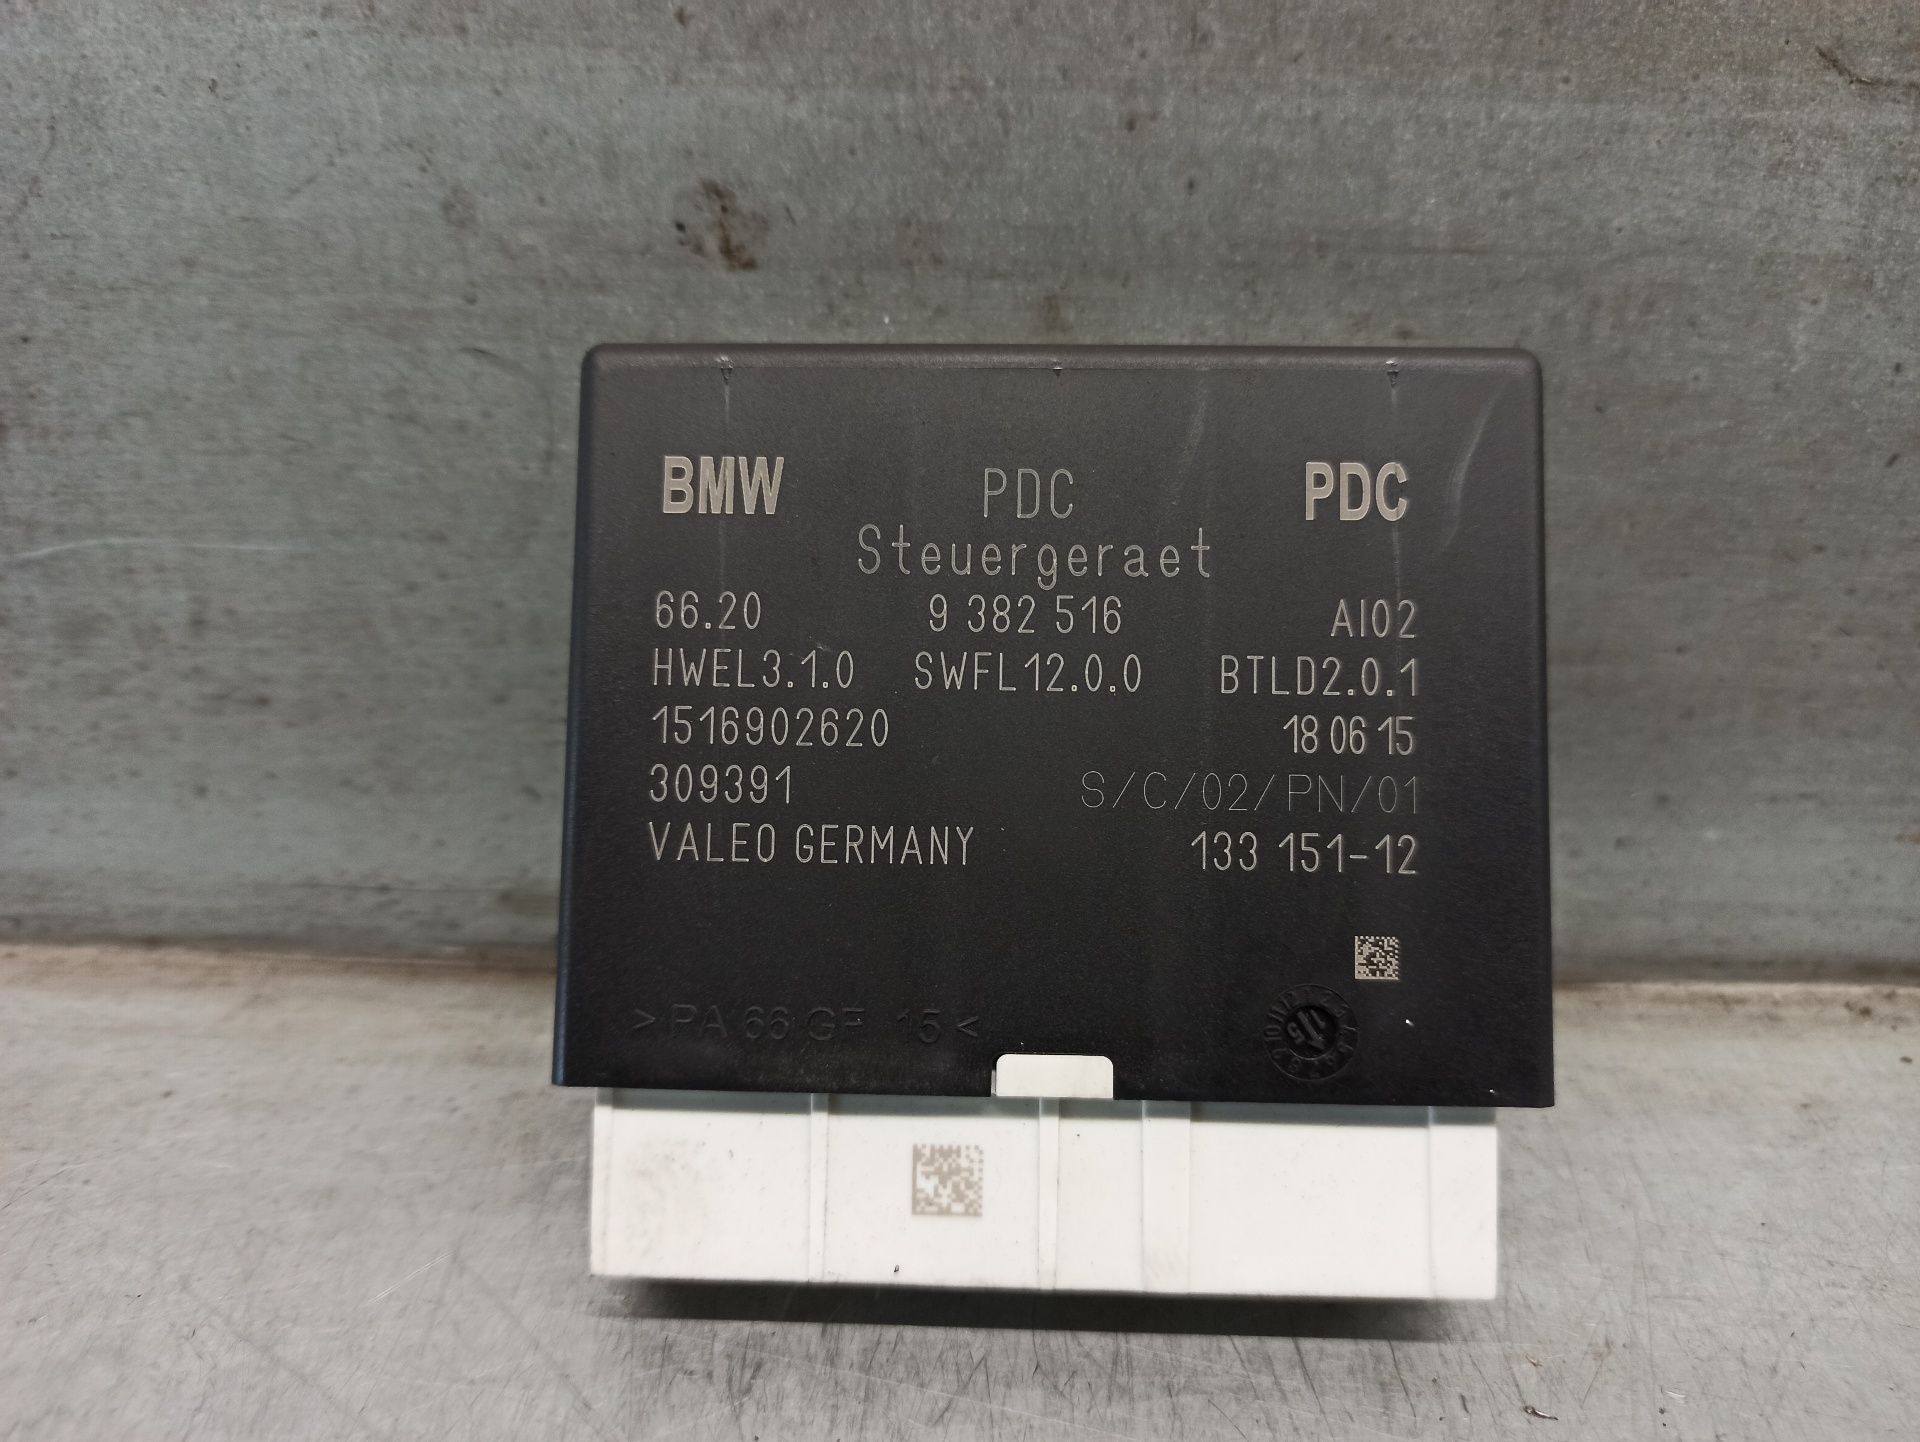 BMW PDC PDC
Steuergeraet
66.20 9 382 516 AI02
HWEL3.1.0 SWFL12.0.0 BTLD2.0.1
1516902620 18 06 15
309391 S/C/02/PN/01
VALEO GERMANY 133 151-12
>PA 66 GF 15<